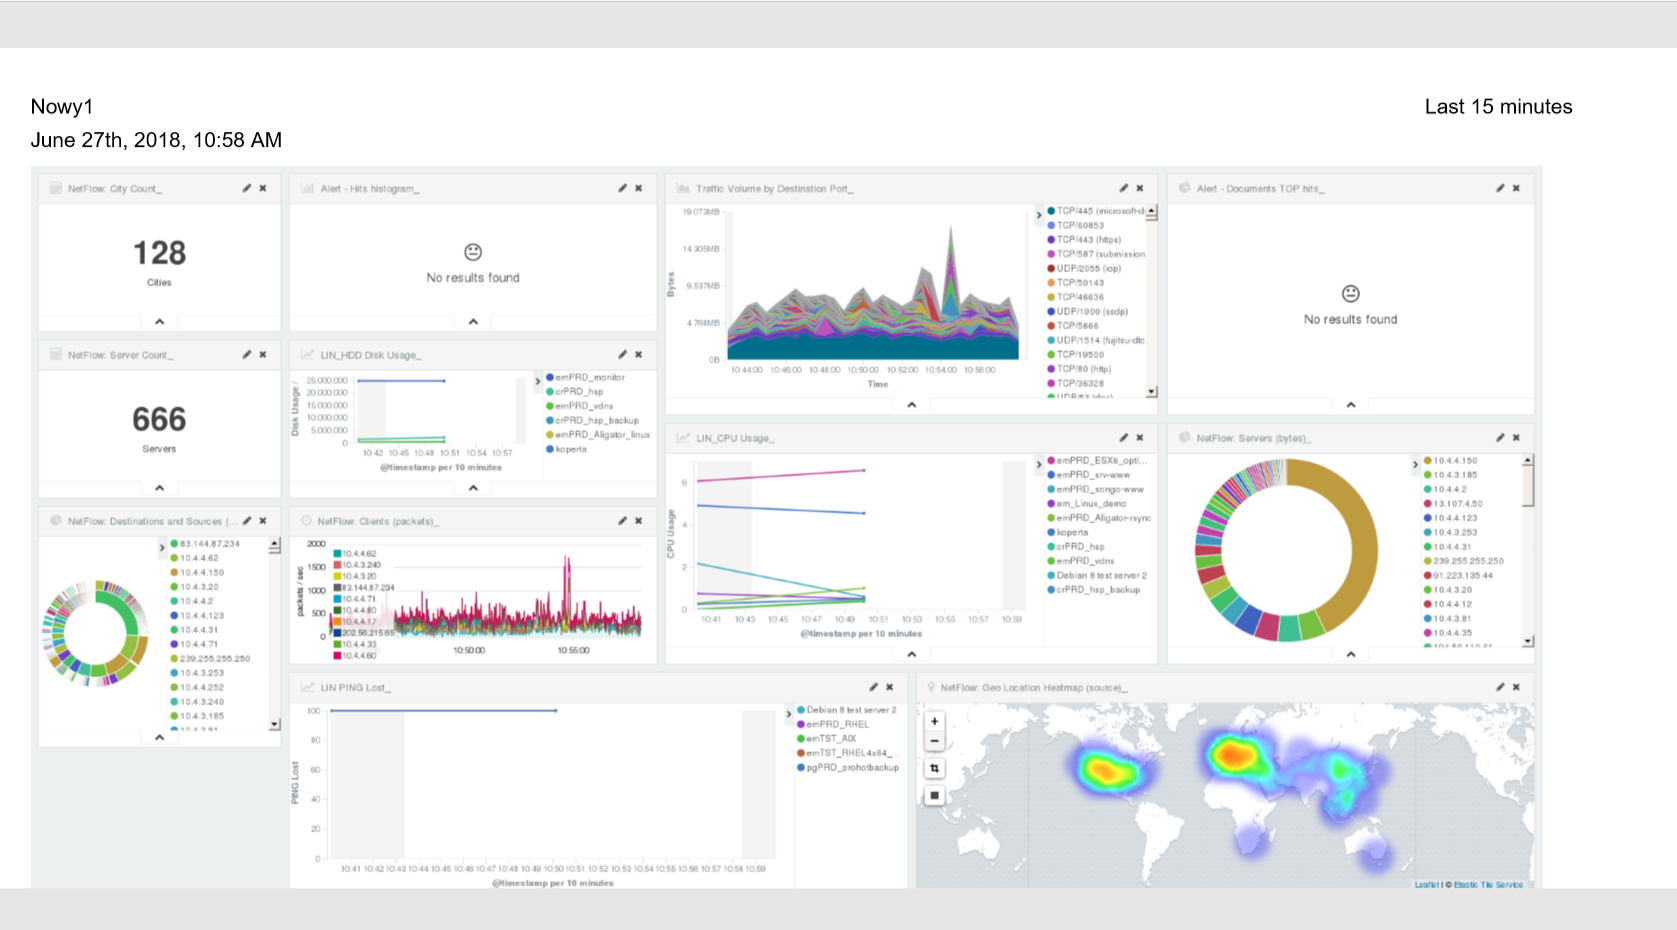 Nowy1
Last 15 minutes
June 27th, 2018, 10:58 AM
NetFlow: City Count_
128
Cities
Alert - Hits histogram_
No results found
Traffic Volume by Destination Port_
19.073MB
14.305MB
9.537MB
4.768MB
0B
Bytes
10:44:00 10:46:00 10:48:00 10:50:00 10:52:00 10:54:00 10:56:00
Time
TCP/445 (microsoft-ds
TCP/60853
TCP/443 (https)
TCP/587 (submission
UDP/2055 (iop)
TCP/50143
TCP/46636
UDP/1900 (ssdp)
TCP/5666
UDP/1514 (fujitsu-dtc
TCP/19500
TCP/80 (http)
TCP/36328
UDP/53 (dns)
Alert - Documents TOP hits_
No results found
NetFlow: Server Count_
666
Servers
LIN_HDD Disk Usage_
25.000.000
20.000.000
15.000.000
10.000.000
5.000.000
0
Disk Usage /
10:42 10:45 10:48 10:51 10:54 10:57
@timestamp per 10 minutes
emPRD_monitor
crPRD_hsp
emPRD_vdns
crPRD_hsp_backup
emPRD_Aligator_linux
koperta
LIN_CPU Usage_
6
4
2
0
CPU Usage
10:41 10:43 10:45 10:47 10:49 10:51 10:53 10:55 10:57 10:59
@timestamp per 10 minutes
emPRD_ESX6_opti...
emPRD_srv-www
emPRD_songo-www
em_Linux_demo
emPRD_Aligator-rsync
koperta
crPRD_hsp
emPRD_vdns
Debian 8 test server 2
crPRD_hsp_backup
NetFlow: Servers (bytes)_
10.4.4.150
10.4.3.185
10.4.4.2
13.107.4.50
10.4.4.123
10.4.3.253
10.4.4.31
239.255.255.250
91.223.135.44
10.4.3.20
10.4.4.12
10.4.3.81
10.4.4.35
NetFlow: Destinations and Sources (...
83.144.87.234
10.4.4.62
10.4.4.150
10.4.3.20
10.4.4.2
10.4.4.123
10.4.4.31
10.4.4.71
239.255.255.250
10.4.3.253
10.4.4.252
10.4.3.240
10.4.3.185
10.4.3.81
NetFlow: Clients (packets)_
2000
1500
1000
500
0
packets / sec
10.4.4.62
10.4.3.240
10.4.3.20
83.144.87.234
10.4.4.71
10.4.4.80
10.4.4.17
202.56.215.65
10.4.4.33
10.4.4.60
10:50:00 10:55:00
LIN PING Lost_
100
80
60
40
20
0
PING Lost
10:41 10:42 10:43 10:44 10:45 10:46 10:47 10:48 10:49 10:50 10:51 10:52 10:53 10:54 10:55 10:56 10:57 10:58 10:59
@timestamp per 10 minutes
Debian 8 test server 2
emPRD_RHEL
emTST_AIX
emTST_RHEL4x64_...
pgPRD_prohotbackup
NetFlow: Geo Location Heatmap (source)_
+
−
Leaflet | © Elastic Tile Service